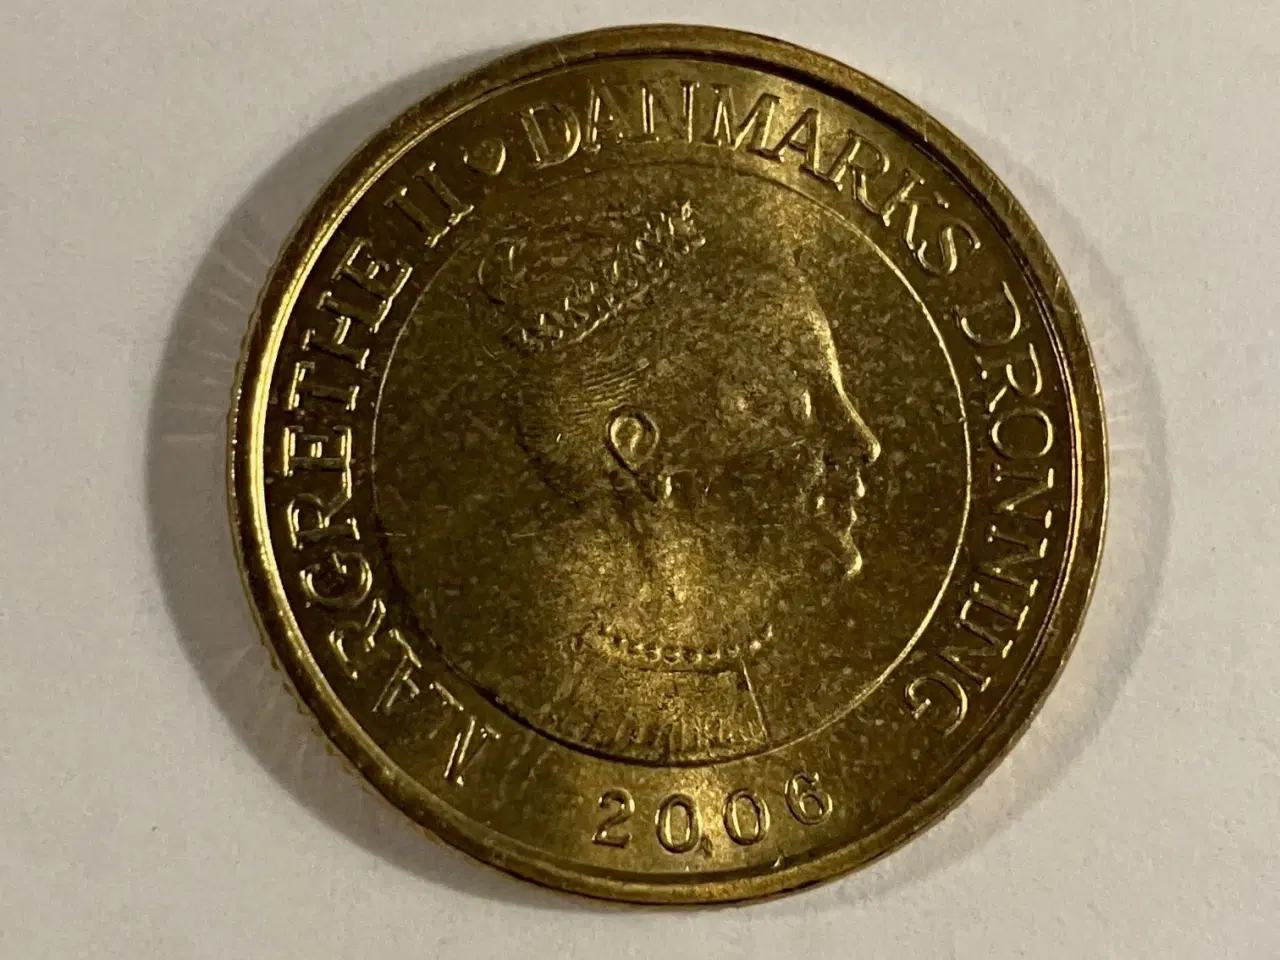 MARGRETHE II ♥ DANMARKS DRONNING
2006